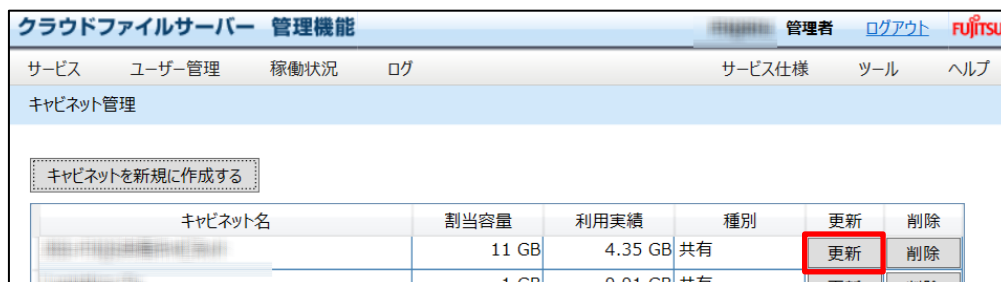 クラウドファイルサーバー 管理機能 管理者 ログアウト FUJITSU
サービス ユーザー管理 稼働状況 ログ サービス仕様 ツール ヘルプ
キャビネット管理
キャビネットを新規に作成する
キャビネット名 割当容量 利用実績 種別 更新 削除
11 GB 4.35 GB 共有 更新 削除